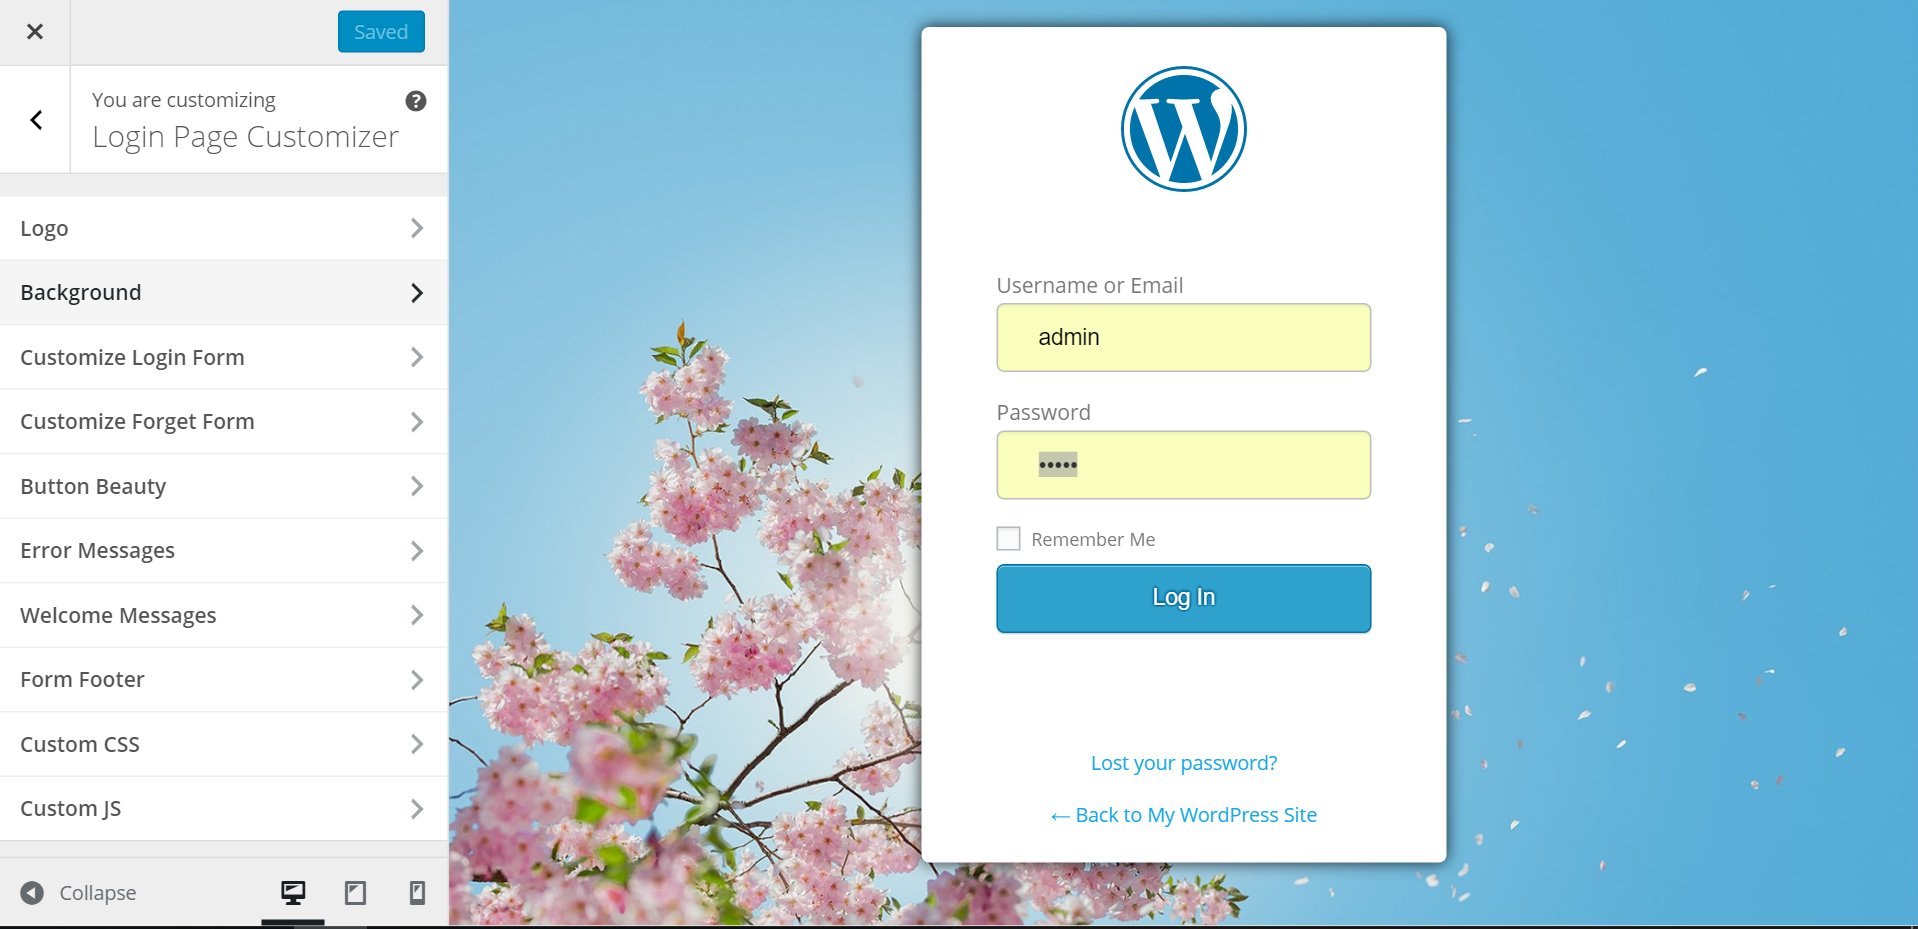 Saved
You are customizing
Login Page Customizer
Logo
Background
Customize Login Form
Customize Forget Form
Button Beauty
Error Messages
Welcome Messages
Form Footer
Custom CSS
Custom JS
Collapse
Username or Email
admin
Password
•••••
Remember Me
Log In
Lost your password?
← Back to My WordPress Site